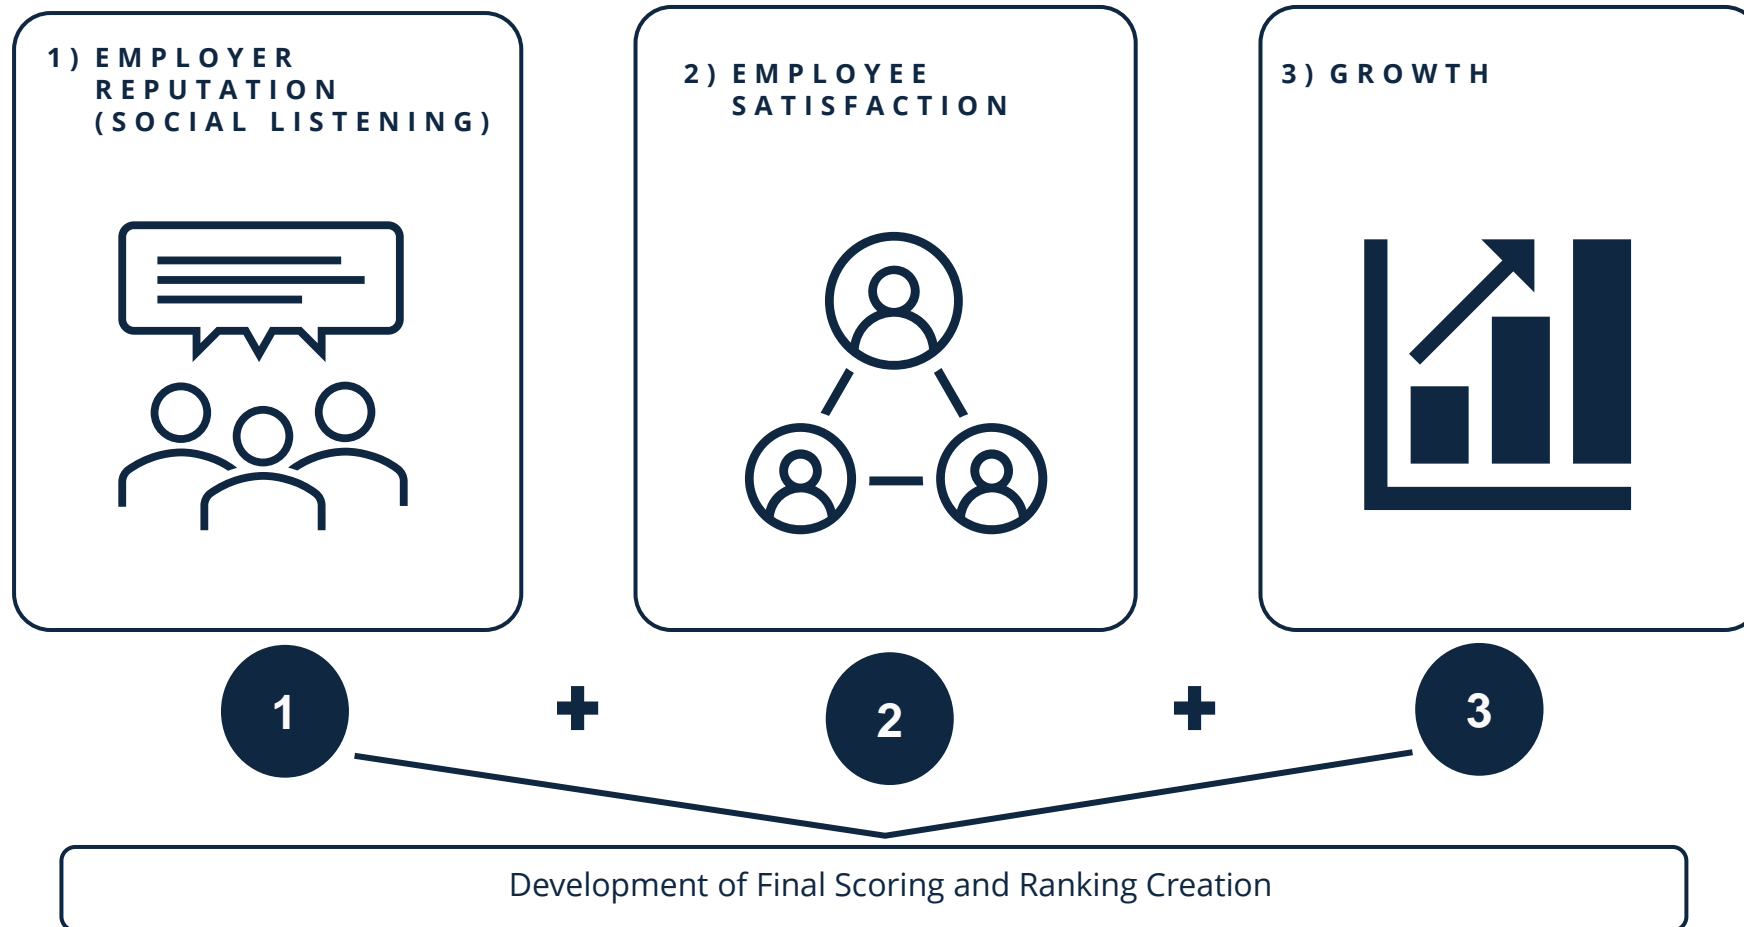 1) EMPLOYER
REPUTATION
(SOCIAL LISTENING)
2) EMPLOYEE
SATISFACTION
3) GROWTH
1
+
2
+
3
Development of Final Scoring and Ranking Creation